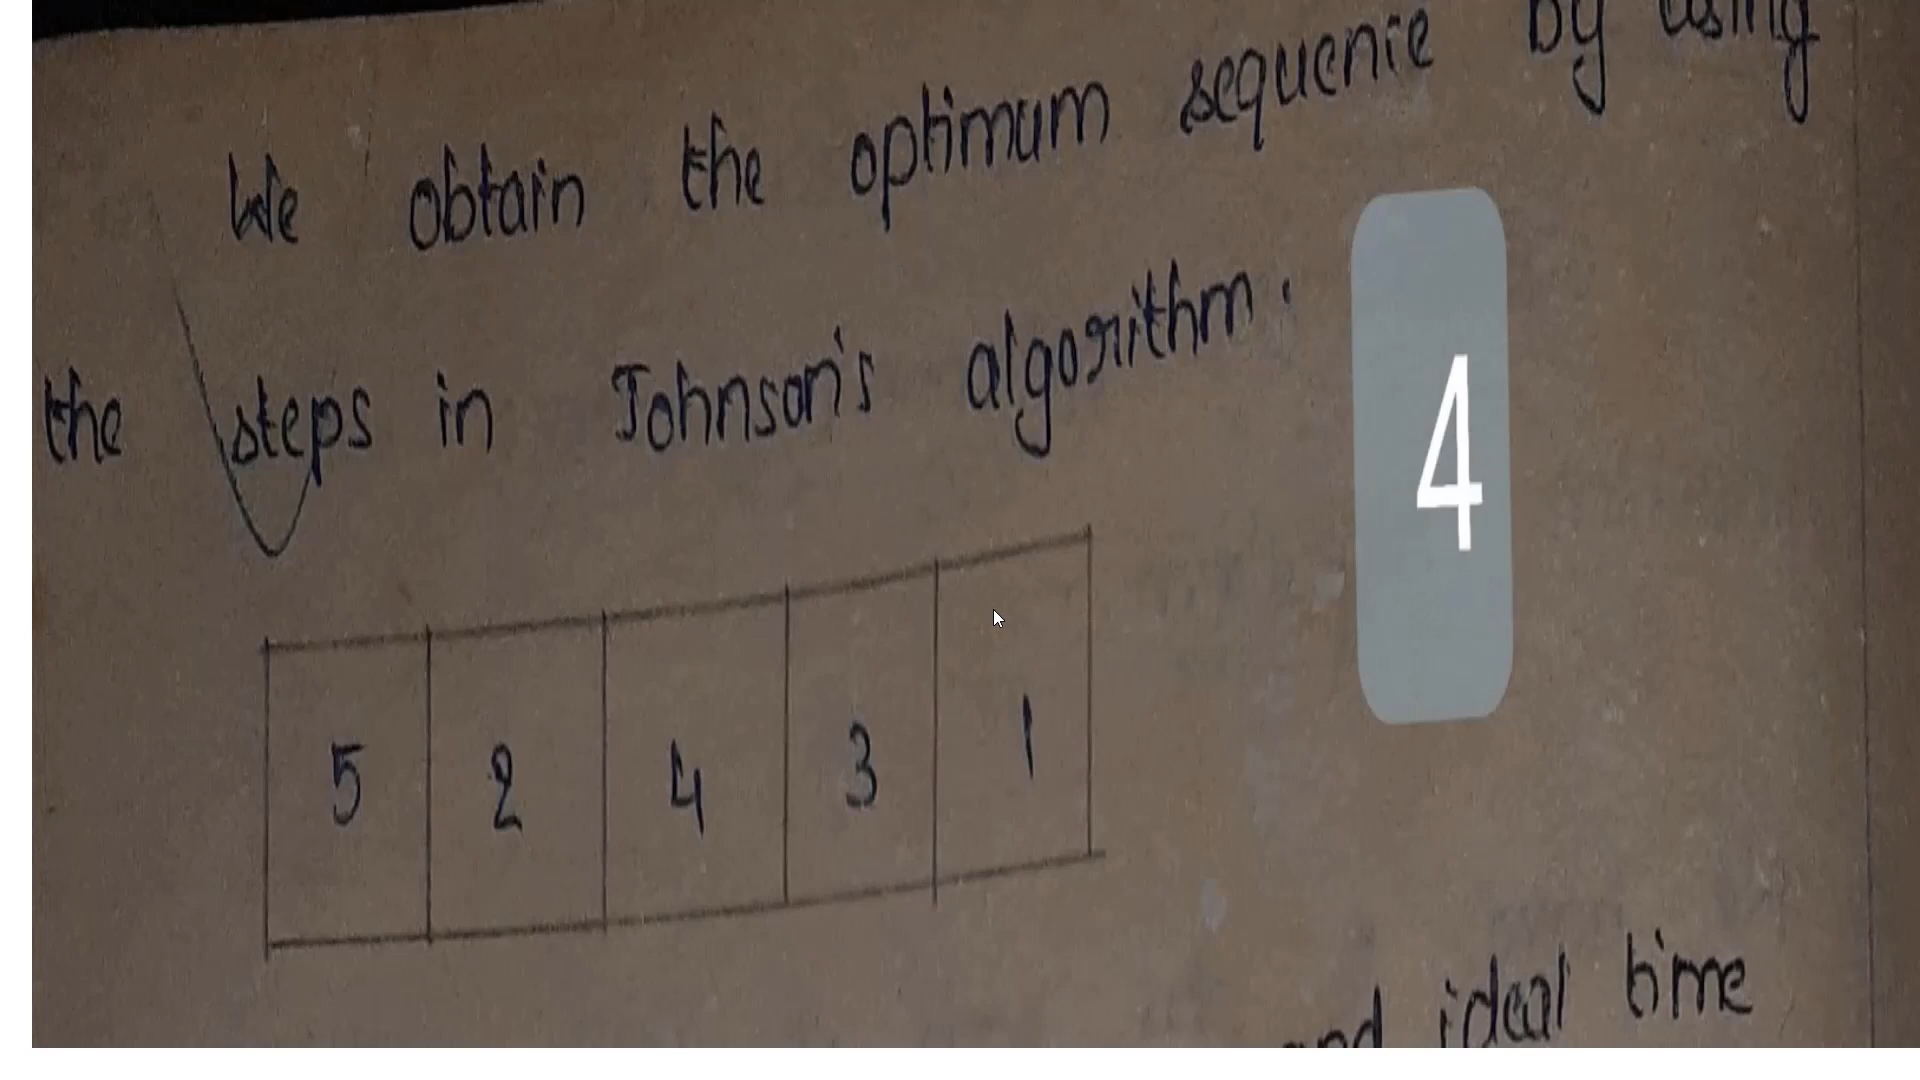 We obtain the optimum sequenie by using
the steps in Johnson's algorithm.
4
5 2 4 3 1
and ideal time